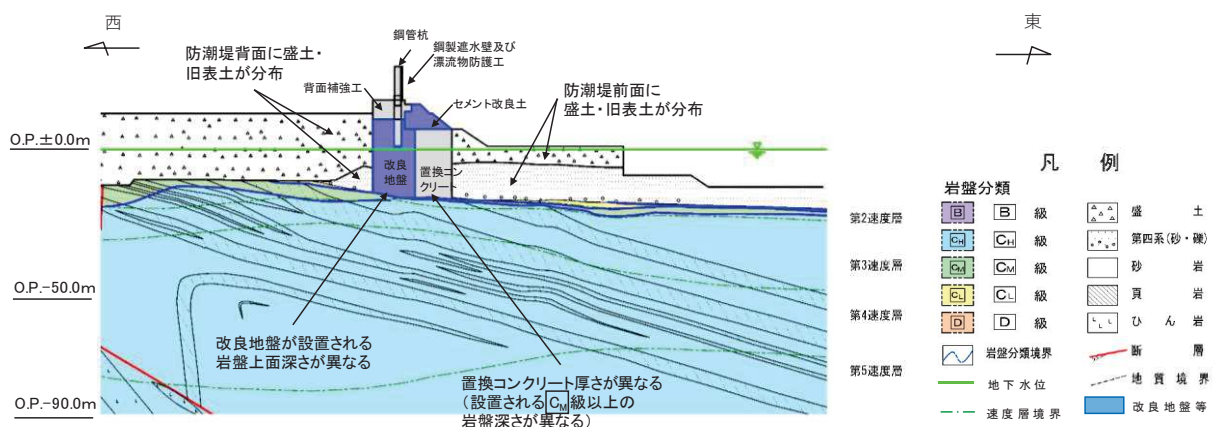 西
東
鋼管杭
鋼製遮水壁及び
漂流物防護工
防潮堤背面に盛土・
旧表土が分布
背面補強工
セメント改良土
防潮堤前面に
盛土・旧表土が分布
O.P.±0.0m
改良
地盤
置換コン
クリート
O.P.-50.0m
O.P.-90.0m
改良地盤が設置される
岩盤上面深さが異なる
置換コンクリート厚さが異なる
(設置されるCM級以上の
岩盤深さが異なる)
第2速度層
第3速度層
第4速度層
第5速度層
凡 例
岩盤分類
B B 級
CH CH 級
CM CM 級
CL CL 級
D D 級
岩盤分類境界
地下水位
速度層境界
盛 土
第四系(砂・礫)
砂 岩
頁 岩
ひ ん 岩
断 層
地質境界
改良地盤等